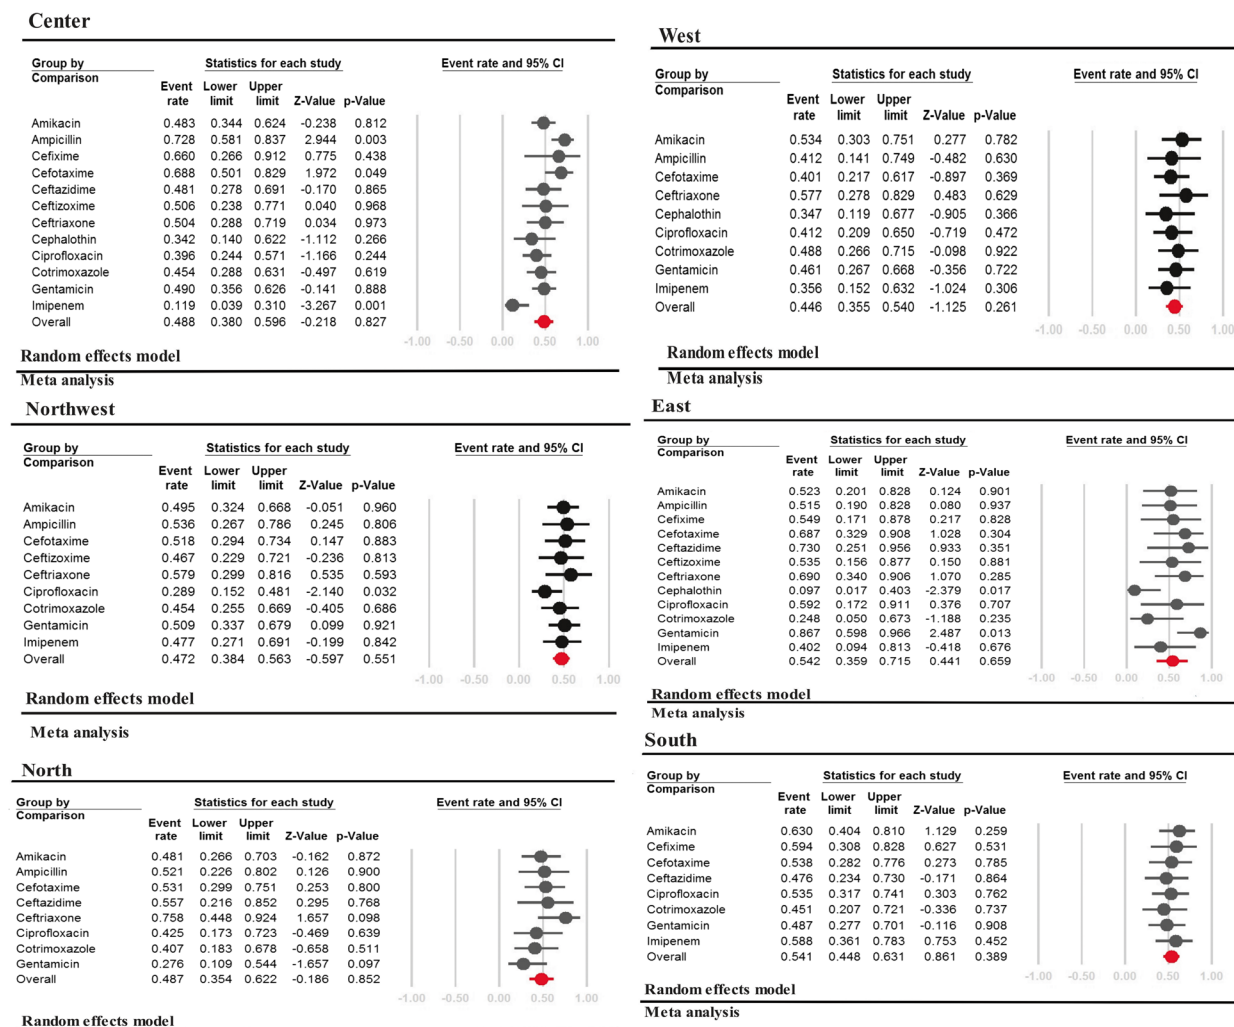 Center
Group by Statistics for each study Event rate and 95% CI
Comparison
Event Lower Upper
rate limit limit Z-Value p-Value
Amikacin 0.483 0.344 0.624 -0.238 0.812
Ampicillin 0.728 0.581 0.837 2.944 0.003
Cefixime 0.660 0.266 0.912 0.775 0.438
Cefotaxime 0.688 0.501 0.829 1.972 0.049
Ceftazidime 0.481 0.278 0.691 -0.170 0.865
Ceftizoxime 0.506 0.238 0.771 0.040 0.968
Ceftriaxone 0.504 0.288 0.719 0.034 0.973
Cephalothin 0.342 0.140 0.622 -1.112 0.266
Ciprofloxacin 0.396 0.244 0.571 -1.166 0.244
Cotrimoxazole 0.454 0.288 0.631 -0.497 0.619
Gentamicin 0.490 0.356 0.626 -0.141 0.888
Imipenem 0.119 0.039 0.310 -3.267 0.001
Overall 0.488 0.380 0.596 -0.218 0.827
-1.00 -0.50 0.00 0.50 1.00
Random effects model
Meta analysis
West
Group by Statistics for each study Event rate and 95% CI
Comparison
Event Lower Upper
rate limit limit Z-Value p-Value
Amikacin 0.534 0.303 0.751 0.277 0.782
Ampicillin 0.412 0.141 0.749 -0.482 0.630
Cefotaxime 0.401 0.217 0.617 -0.897 0.369
Ceftriaxone 0.577 0.278 0.829 0.483 0.629
Cephalothin 0.347 0.119 0.677 -0.905 0.366
Ciprofloxacin 0.412 0.209 0.650 -0.719 0.472
Cotrimoxazole 0.488 0.266 0.715 -0.098 0.922
Gentamicin 0.461 0.267 0.668 -0.356 0.722
Imipenem 0.356 0.152 0.632 -1.024 0.306
Overall 0.446 0.355 0.540 -1.125 0.261
-1.00 -0.50 0.00 0.50 1.00
Random effects model
Meta analysis
Northwest
Group by Statistics for each study Event rate and 95% CI
Comparison
Event Lower Upper
rate limit limit Z-Value p-Value
Amikacin 0.495 0.324 0.668 -0.051 0.960
Ampicillin 0.536 0.267 0.786 0.245 0.806
Cefotaxime 0.518 0.294 0.734 0.147 0.883
Ceftizoxime 0.467 0.229 0.721 -0.236 0.813
Ceftriaxone 0.579 0.299 0.816 0.535 0.593
Ciprofloxacin 0.289 0.152 0.481 -2.140 0.032
Cotrimoxazole 0.454 0.255 0.669 -0.405 0.686
Gentamicin 0.509 0.337 0.679 0.099 0.921
Imipenem 0.477 0.271 0.691 -0.199 0.842
Overall 0.472 0.384 0.563 -0.597 0.551
-1.00 -0.50 0.00 0.50 1.00
Random effects model
Meta analysis
East
Group by Statistics for each study Event rate and 95% CI
Comparison
Event Lower Upper
rate limit limit Z-Value p-Value
Amikacin 0.523 0.201 0.828 0.124 0.901
Ampicillin 0.515 0.190 0.828 0.080 0.937
Cefixime 0.549 0.171 0.878 0.217 0.828
Cefotaxime 0.687 0.329 0.908 1.028 0.304
Ceftazidime 0.730 0.251 0.956 0.933 0.351
Ceftizoxime 0.535 0.156 0.877 0.150 0.881
Ceftriaxone 0.690 0.340 0.906 1.070 0.285
Cephalothin 0.097 0.017 0.403 -2.379 0.017
Ciprofloxacin 0.592 0.172 0.911 0.376 0.707
Cotrimoxazole 0.248 0.050 0.673 -1.188 0.235
Gentamicin 0.867 0.598 0.966 2.487 0.013
Imipenem 0.402 0.094 0.813 -0.418 0.676
Overall 0.542 0.359 0.715 0.441 0.659
-1.00 -0.50 0.00 0.50 1.00
Random effects model
Meta analysis
North
Group by Statistics for each study Event rate and 95% CI
Comparison
Event Lower Upper
rate limit limit Z-Value p-Value
Amikacin 0.481 0.266 0.703 -0.162 0.872
Ampicillin 0.521 0.226 0.802 0.126 0.900
Cefotaxime 0.531 0.299 0.751 0.253 0.800
Ceftazidime 0.557 0.216 0.852 0.295 0.768
Ceftriaxone 0.758 0.448 0.924 1.657 0.098
Ciprofloxacin 0.425 0.173 0.723 -0.469 0.639
Cotrimoxazole 0.407 0.183 0.678 -0.658 0.511
Gentamicin 0.276 0.109 0.544 -1.657 0.097
Overall 0.487 0.354 0.622 -0.186 0.852
-1.00 -0.50 0.00 0.50 1.00
Random effects model
South
Group by Statistics for each study Event rate and 95% CI
Comparison
Event Lower Upper
rate limit limit Z-Value p-Value
Amikacin 0.630 0.404 0.810 1.129 0.259
Cefixime 0.594 0.308 0.828 0.627 0.531
Cefotaxime 0.538 0.282 0.776 0.273 0.785
Ceftazidime 0.476 0.234 0.730 -0.171 0.864
Ciprofloxacin 0.535 0.317 0.741 0.303 0.762
Cotrimoxazole 0.451 0.207 0.721 -0.336 0.737
Gentamicin 0.487 0.277 0.701 -0.116 0.908
Imipenem 0.588 0.361 0.783 0.753 0.452
Overall 0.541 0.448 0.631 0.861 0.389
-1.00 -0.50 0.00 0.50 1.00
Random effects model
Meta analysis